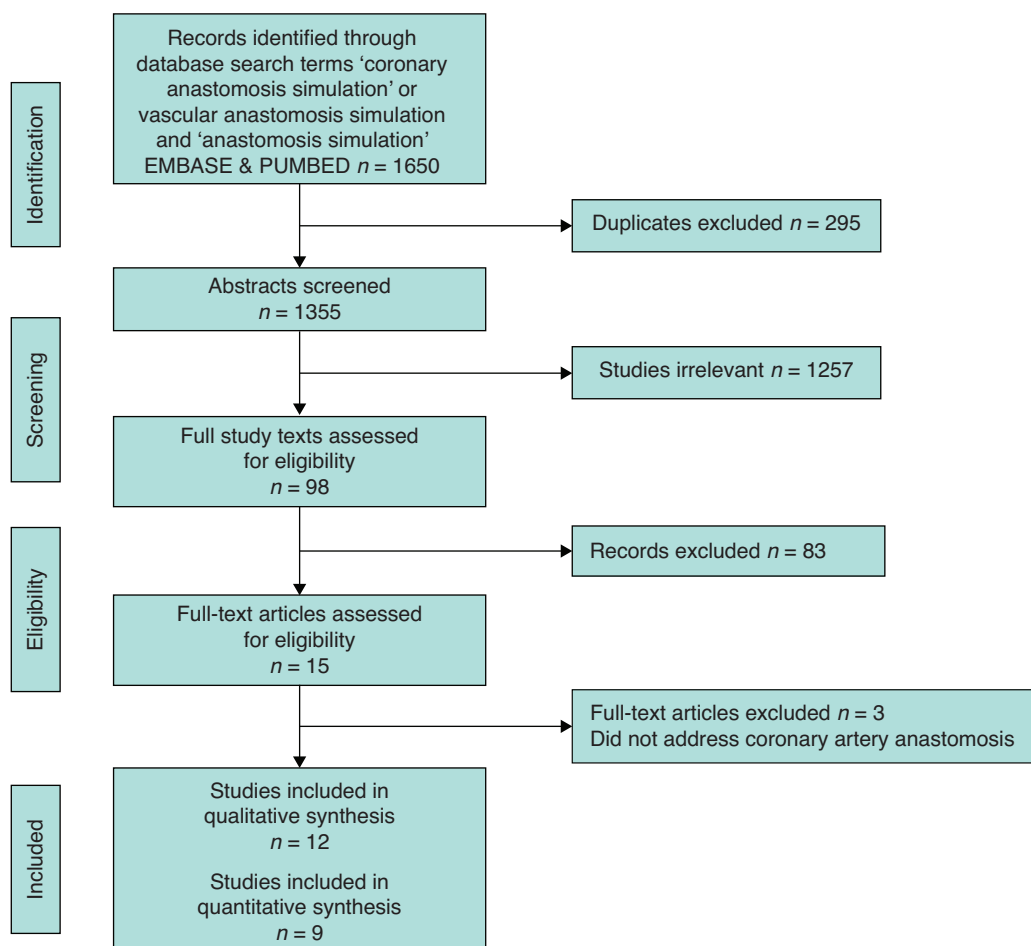 Identification
Records identified through
database search terms ‘coronary
anastomosis simulation’ or
vascular anastomosis simulation
and ‘anastomosis simulation’
EMBASE & PUMBED n = 1650
Duplicates excluded n = 295
Screening
Abstracts screened
n = 1355
Studies irrelevant n = 1257
Full study texts assessed
for eligibility
n = 98
Eligibility
Records excluded n = 83
Full-text articles assessed
for eligibility
n = 15
Full-text articles excluded n = 3
Did not address coronary artery anastomosis
Included
Studies included in
qualitative synthesis
n = 12
Studies included in
quantitative synthesis
n = 9